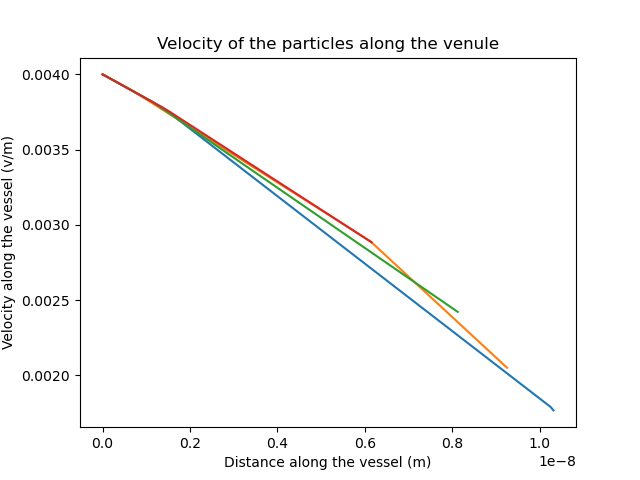 Velocity of the particles along the venule
Velocity along the vessel (v/m)
0.0040
0.0035
0.0030
0.0025
0.0020
0.0
0.2
0.4
0.6
0.8
1.0
1e−8
Distance along the vessel (m)